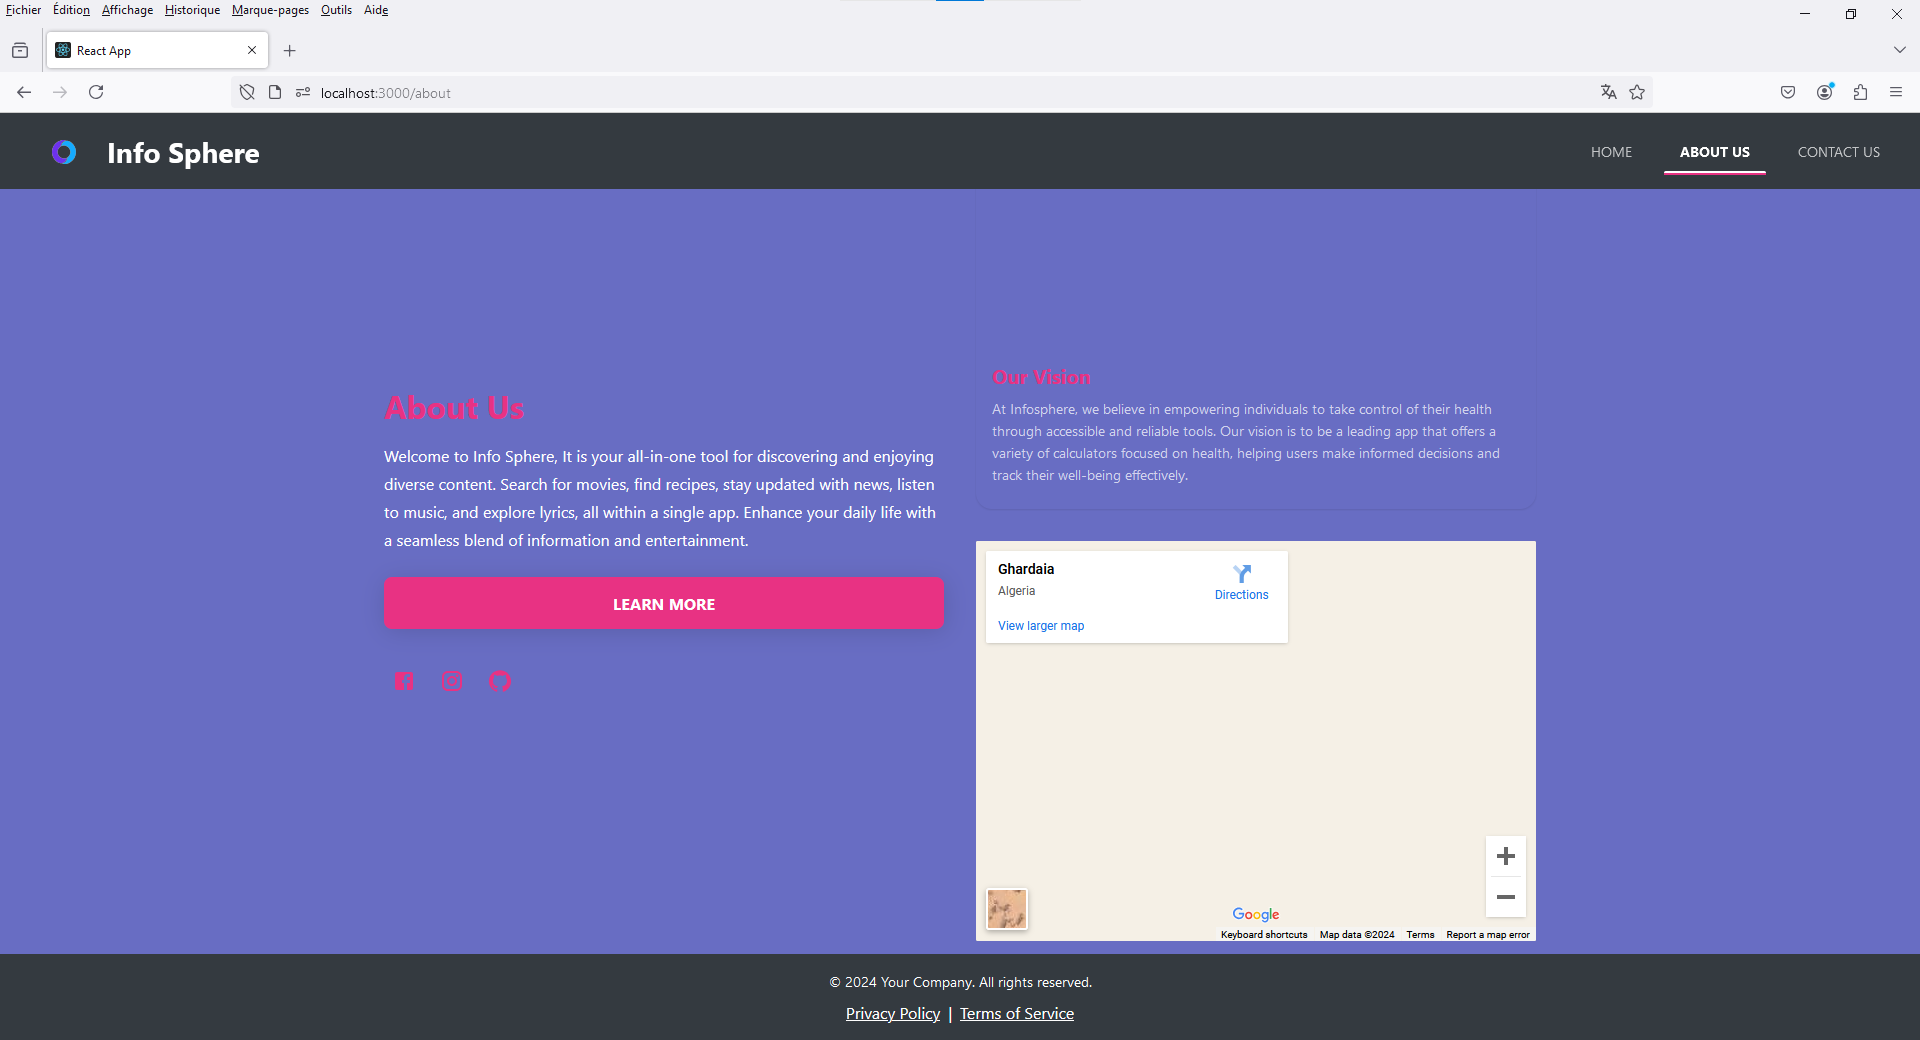 Fichier Édition Affichage Historique Marque-pages Outils Aide
React App
localhost:3000/about
Info Sphere
HOME ABOUT US CONTACT US
About Us
Welcome to Info Sphere, It is your all-in-one tool for discovering and enjoying
diverse content. Search for movies, find recipes, stay updated with news, listen
to music, and explore lyrics, all within a single app. Enhance your daily life with
a seamless blend of information and entertainment.
LEARN MORE
Our Vision
At Infosphere, we believe in empowering individuals to take control of their health
through accessible and reliable tools. Our vision is to be a leading app that offers a
variety of calculators focused on health, helping users make informed decisions and
track their well-being effectively.
Ghardaia
Algeria
Directions
View larger map
Google
Keyboard shortcuts Map data ©2024 Terms Report a map error
© 2024 Your Company. All rights reserved.
Privacy Policy | Terms of Service